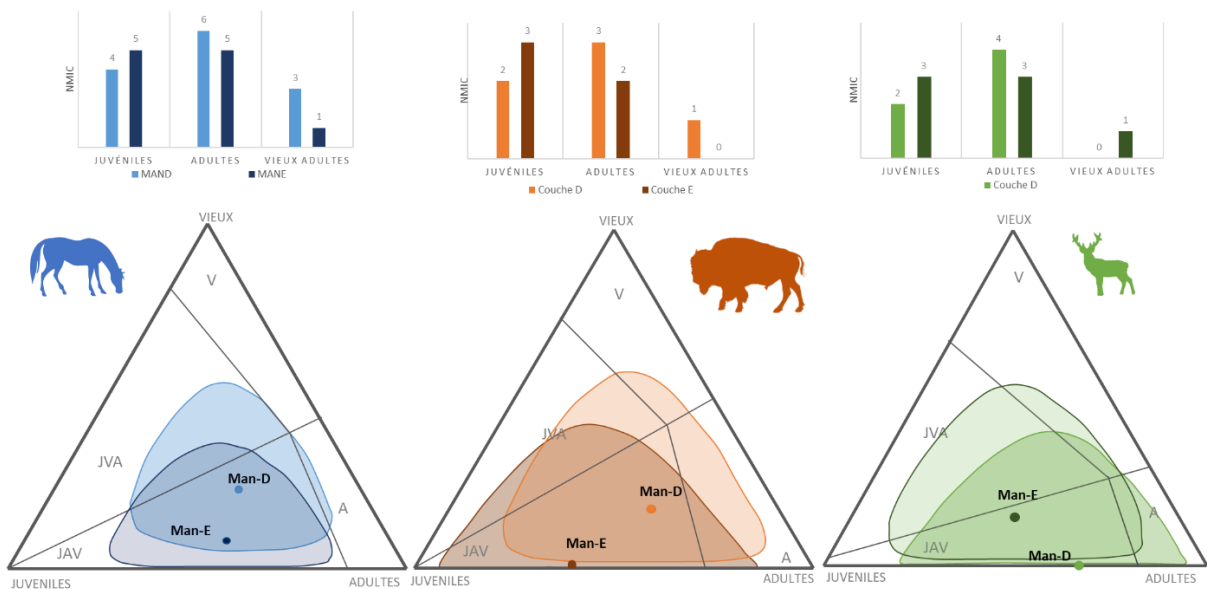 NMIC
4
5
6
5
3
1
JUVÉNILES
ADULTES
VIEUX ADULTES
MAND
MANE
NMIC
2
3
3
2
1
0
JUVÉNILES
ADULTES
VIEUX ADULTES
Couche D
Couche E
NMIC
2
3
4
3
0
1
JUVÉNILES
ADULTES
VIEUX ADULTES
Couche D
VIEUX
V
JVA
Man-D
Man-E
A
JAV
JUVENILES
ADULTES
VIEUX
V
JVA
Man-D
Man-E
JAV
A
JUVENILES
ADULTES
VIEUX
V
JVA
Man-E
A
JAV
Man-D
JUVENILES
ADULTES